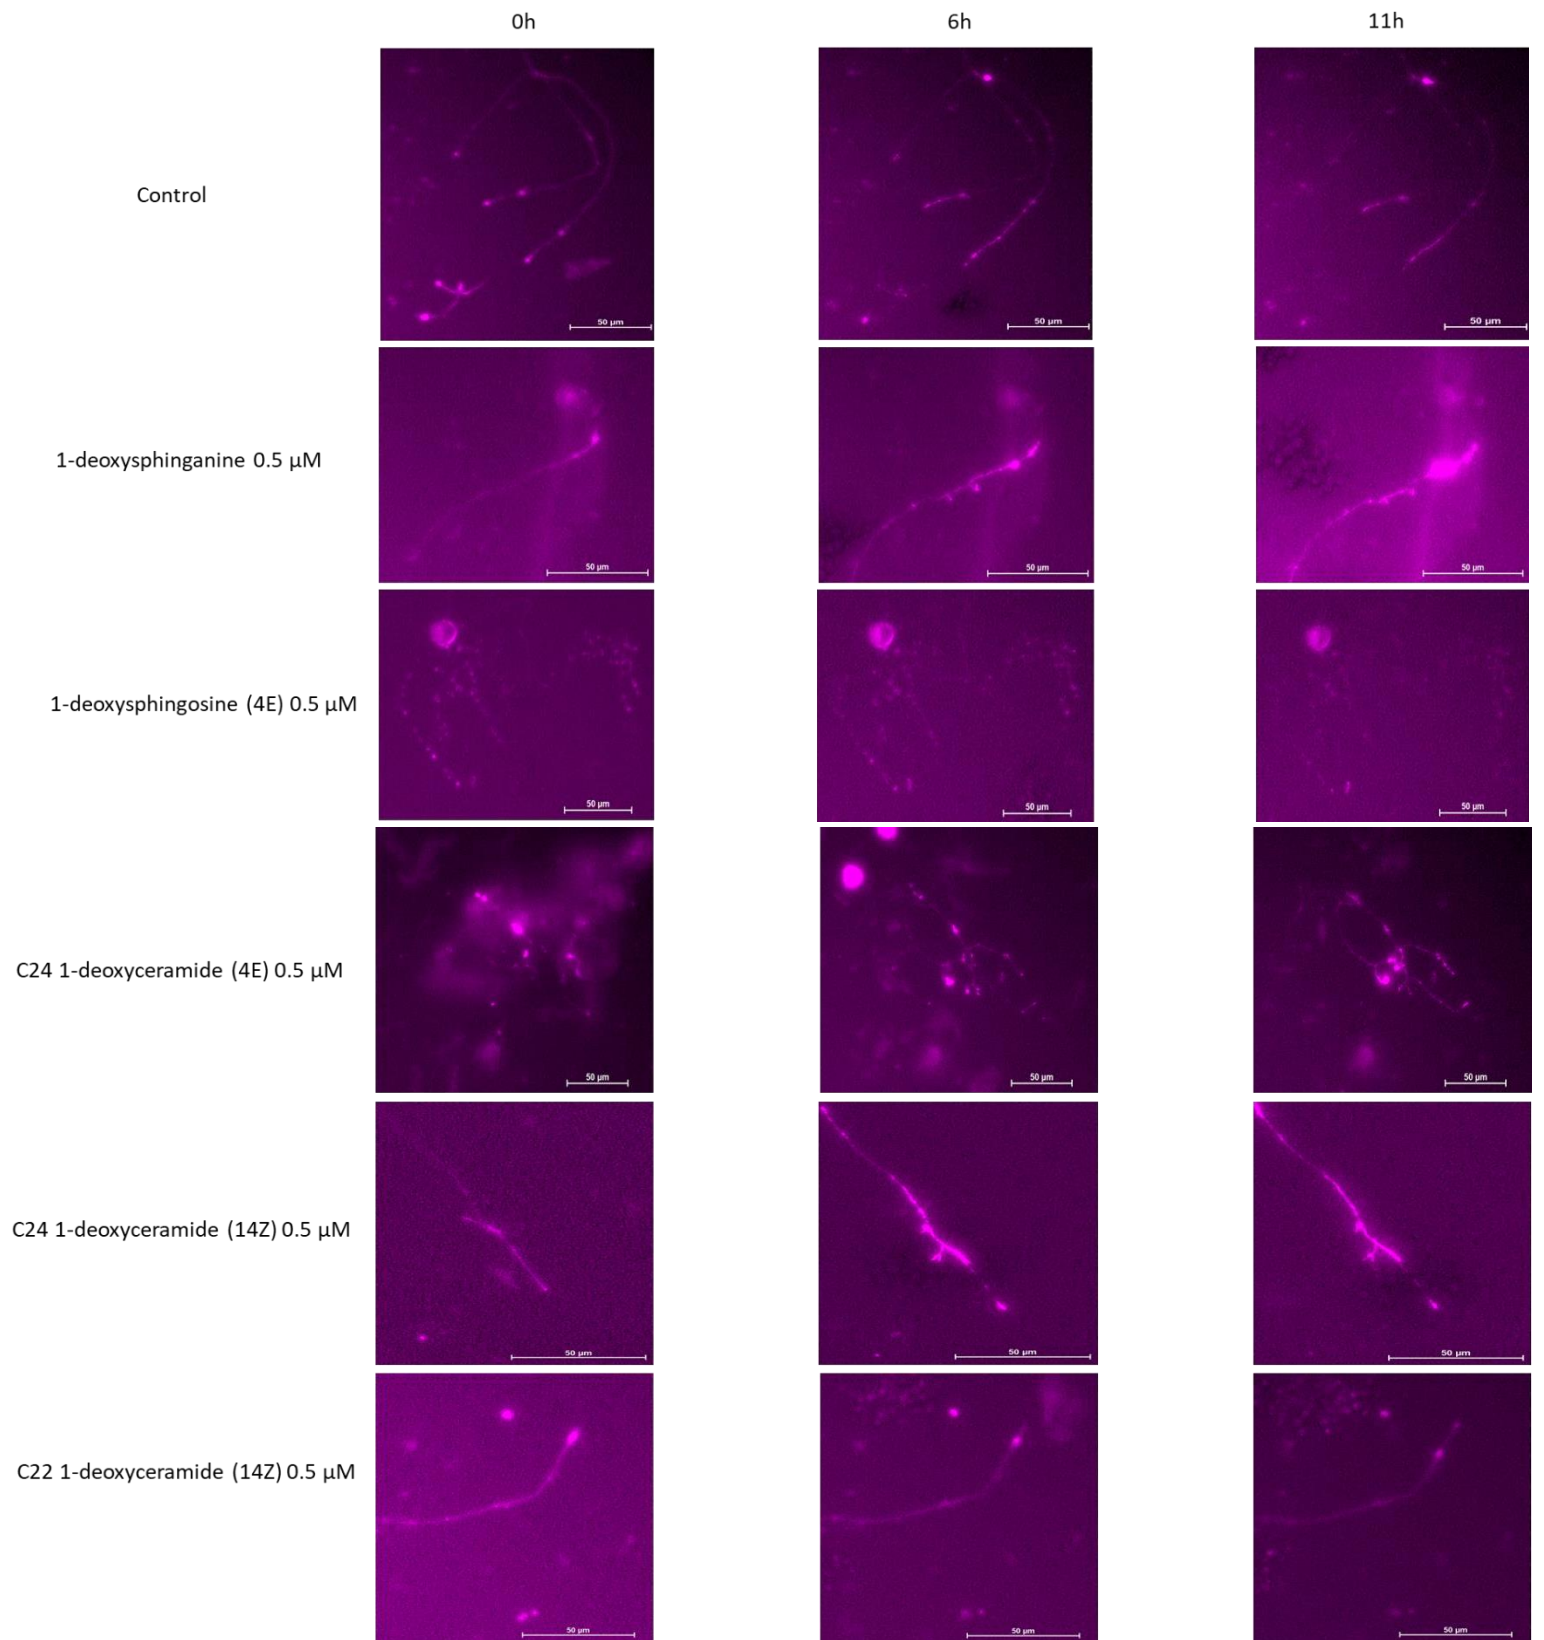 0h 6h 11h
Control
50 µm 50 µm 50 µm
1-deoxysphinganine 0.5 µM
50 µm 50 µm 50 µm
1-deoxysphingosine (4E) 0.5 µM
50 µm 50 µm 50 µm
C24 1-deoxyceramide (4E) 0.5 µM
50 µm 50 µm 50 µm
C24 1-deoxyceramide (14Z) 0.5 µM
50 µm 50 µm 50 µm
C22 1-deoxyceramide (14Z) 0.5 µM
50 µm 50 µm 50 µm